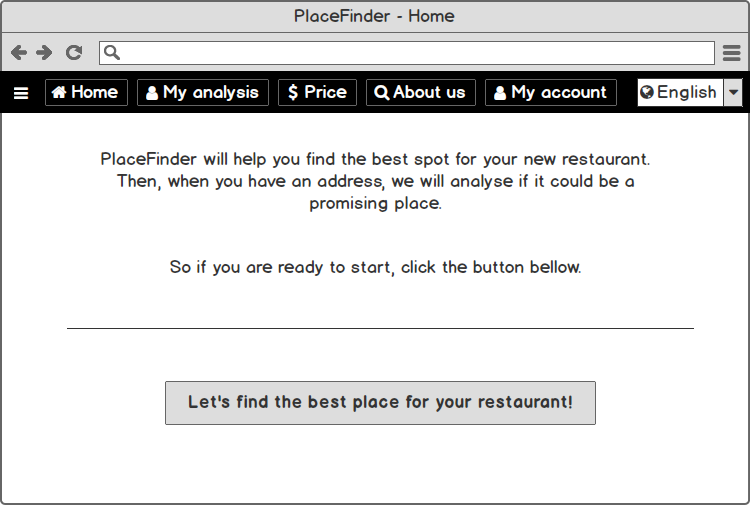 PlaceFinder - Home
Home My analysis $ Price About us My account English
PlaceFinder will help you find the best spot for your new restaurant.
Then, when you have an address, we will analyse if it could be a
promising place.
So if you are ready to start, click the button bellow.
Let's find the best place for your restaurant!